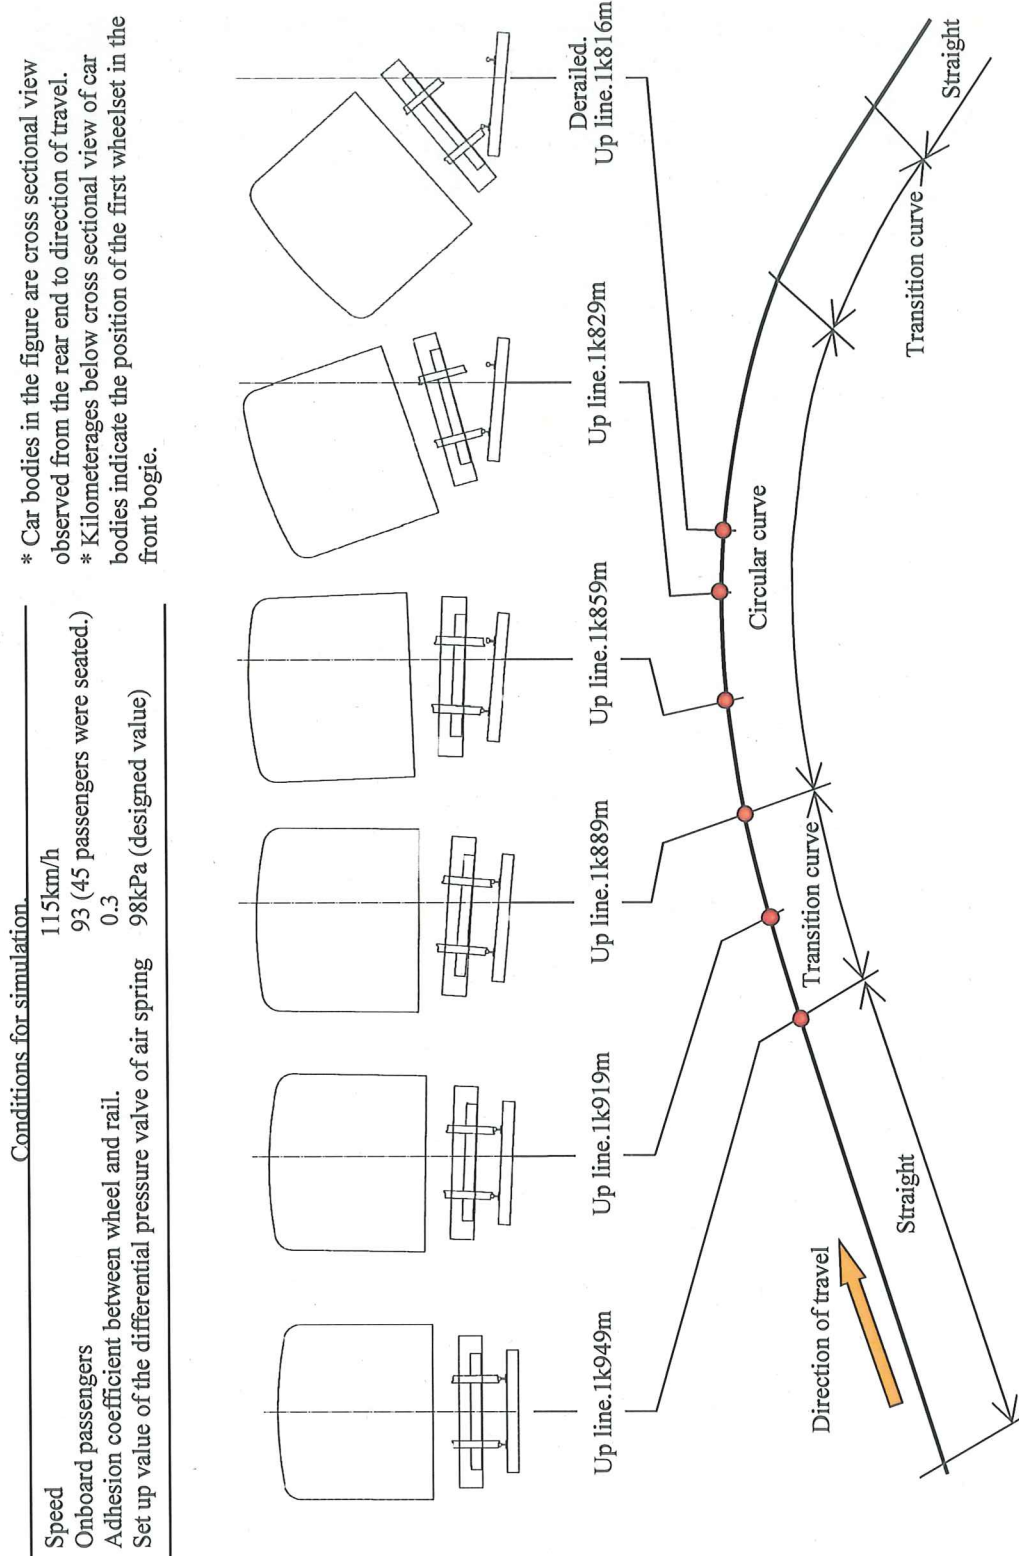 Conditions for simulation.
Speed 115km/h
Onboard passengers 93 (45 passengers were seated.)
Adhesion coefficient between wheel and rail. 0.3
Set up value of the differential pressure valve of air spring 98kPa (designed value)
* Car bodies in the figure are cross sectional view
observed from the rear end to direction of travel.
* Kilometerages below cross sectional view of car
bodies indicate the position of the first wheelset in the
front bogie.
Up line.1k949m
Up line.1k919m
Up line.1k889m
Up line.1k859m
Up line.1k829m
Derailed.
Up line.1k816m
Direction of travel
Straight
Transition curve
Circular curve
Transition curve
Straight